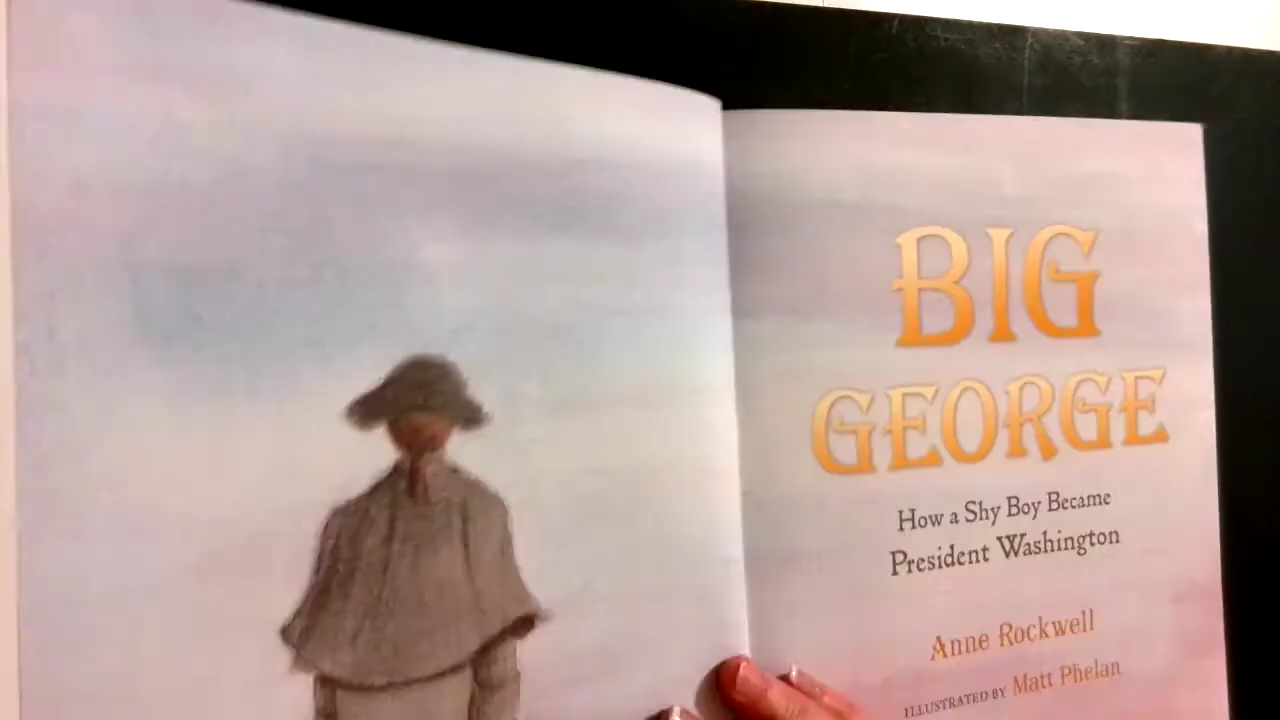 BIG
GEORGE
How a Shy Boy Became
President Washington
Anne Rockwell
ILLUSTRATED BY Matt Phelan